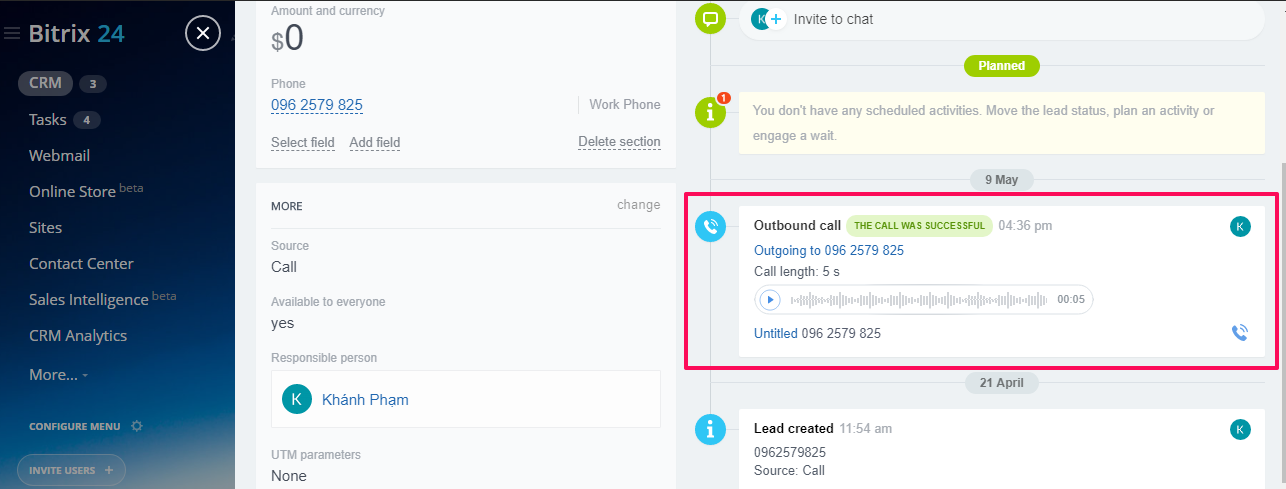 Bitrix 24
CRM 3
Tasks 4
Webmail
Online Store beta
Sites
Contact Center
Sales Intelligence beta
CRM Analytics
More...
CONFIGURE MENU
INVITE USERS +
Amount and currency
$0
Phone
096 2579 825 Work Phone
Select field Add field Delete section
MORE change
Source
Call
Available to everyone
yes
Responsible person
K Khánh Phạm
UTM parameters
None
K Invite to chat
Planned
1
You don't have any scheduled activities. Move the lead status, plan an activity or
engage a wait.
9 May
Outbound call THE CALL WAS SUCCESSFUL 04:36 pm K
Outgoing to 096 2579 825
Call length: 5 s
00:05
Untitled 096 2579 825
21 April
Lead created 11:54 am K
0962579825
Source: Call